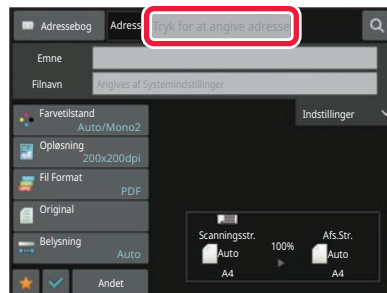 Adressebog Adress Tryk for at angive adresse
Emne
Filnavn Angives af Systemindstillinger
Farvetilstand
Auto/Mono2
Indstillinger
Opløsning
200x200dpi
Fil Format
PDF
Original
Scanningsstr. 100% Afs.Str.
Auto Auto
A4 A4
Belysning
Auto
Andet